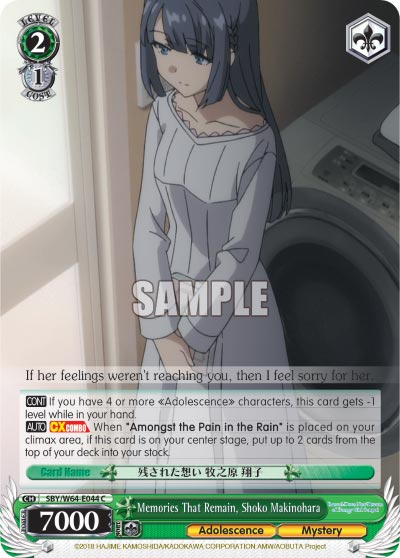 LEVEL
2
1
COST
SAMPLE
If her feelings weren't reaching you, then I feel sorry for her.
CONT If you have 4 or more «Adolescence» characters, this card gets -1
level while in your hand.
AUTO CXCOMBO When "Amongst the Pain in the Rain" is placed on your
climax area, if this card is on your center stage, put up to 2 cards from the
top of your deck into your stock.
Card Name 残された想い 牧之原 翔子
CH SBY/W64-E044 C
POWER 7000
Memories That Remain, Shoko Makinohara
Adolescence Mystery
©2018 HAJIME KAMOSHIDA/KADOKAWA CORPORATION AMW/AOBUTA Project